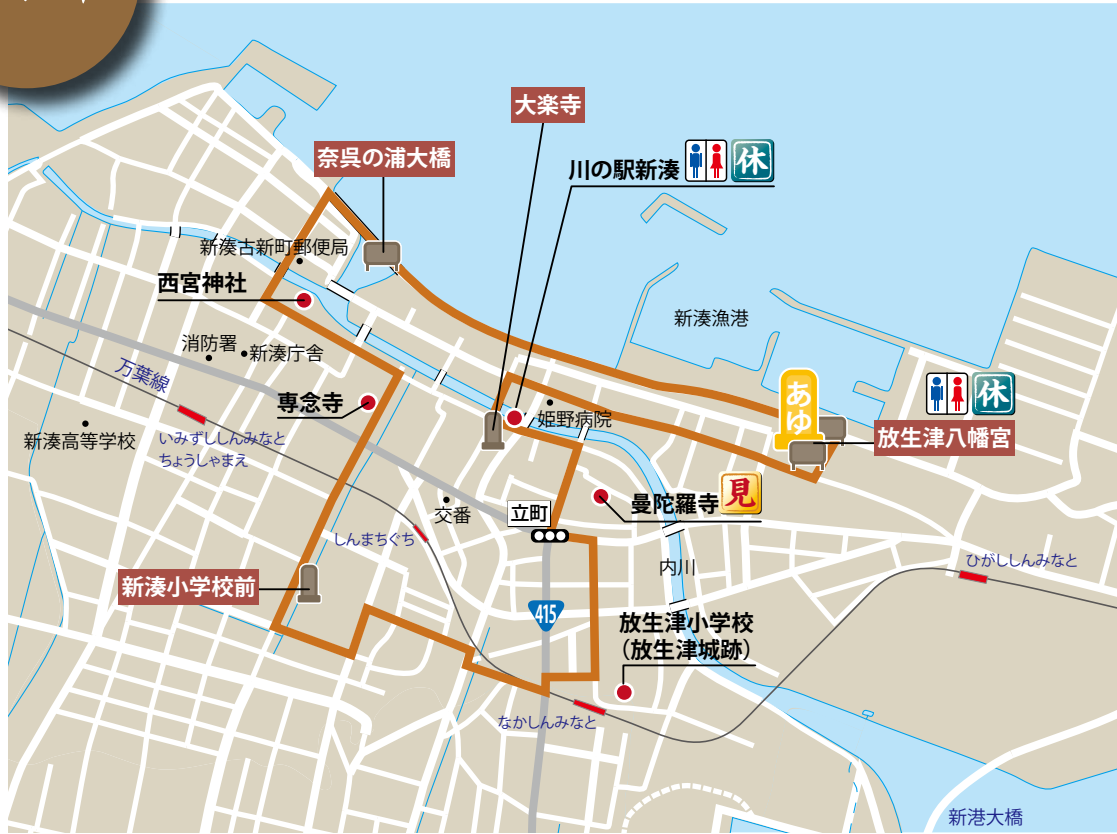 大楽寺
奈呉の浦大橋
川の駅新湊
休
新湊古新町郵便局
西宮神社
新湊漁港
消防署
新湊庁舎
万葉線
専念寺
あゆ
休
姫野病院
放生津八幡宮
新湊高等学校
いみずししんみなと
ちょうしゃまえ
曼陀羅寺
見
交番
立町
しんまちぐち
内川
ひがししんみなと
新湊小学校前
415
放生津小学校
（放生津城跡）
なかしんみなと
新港大橋